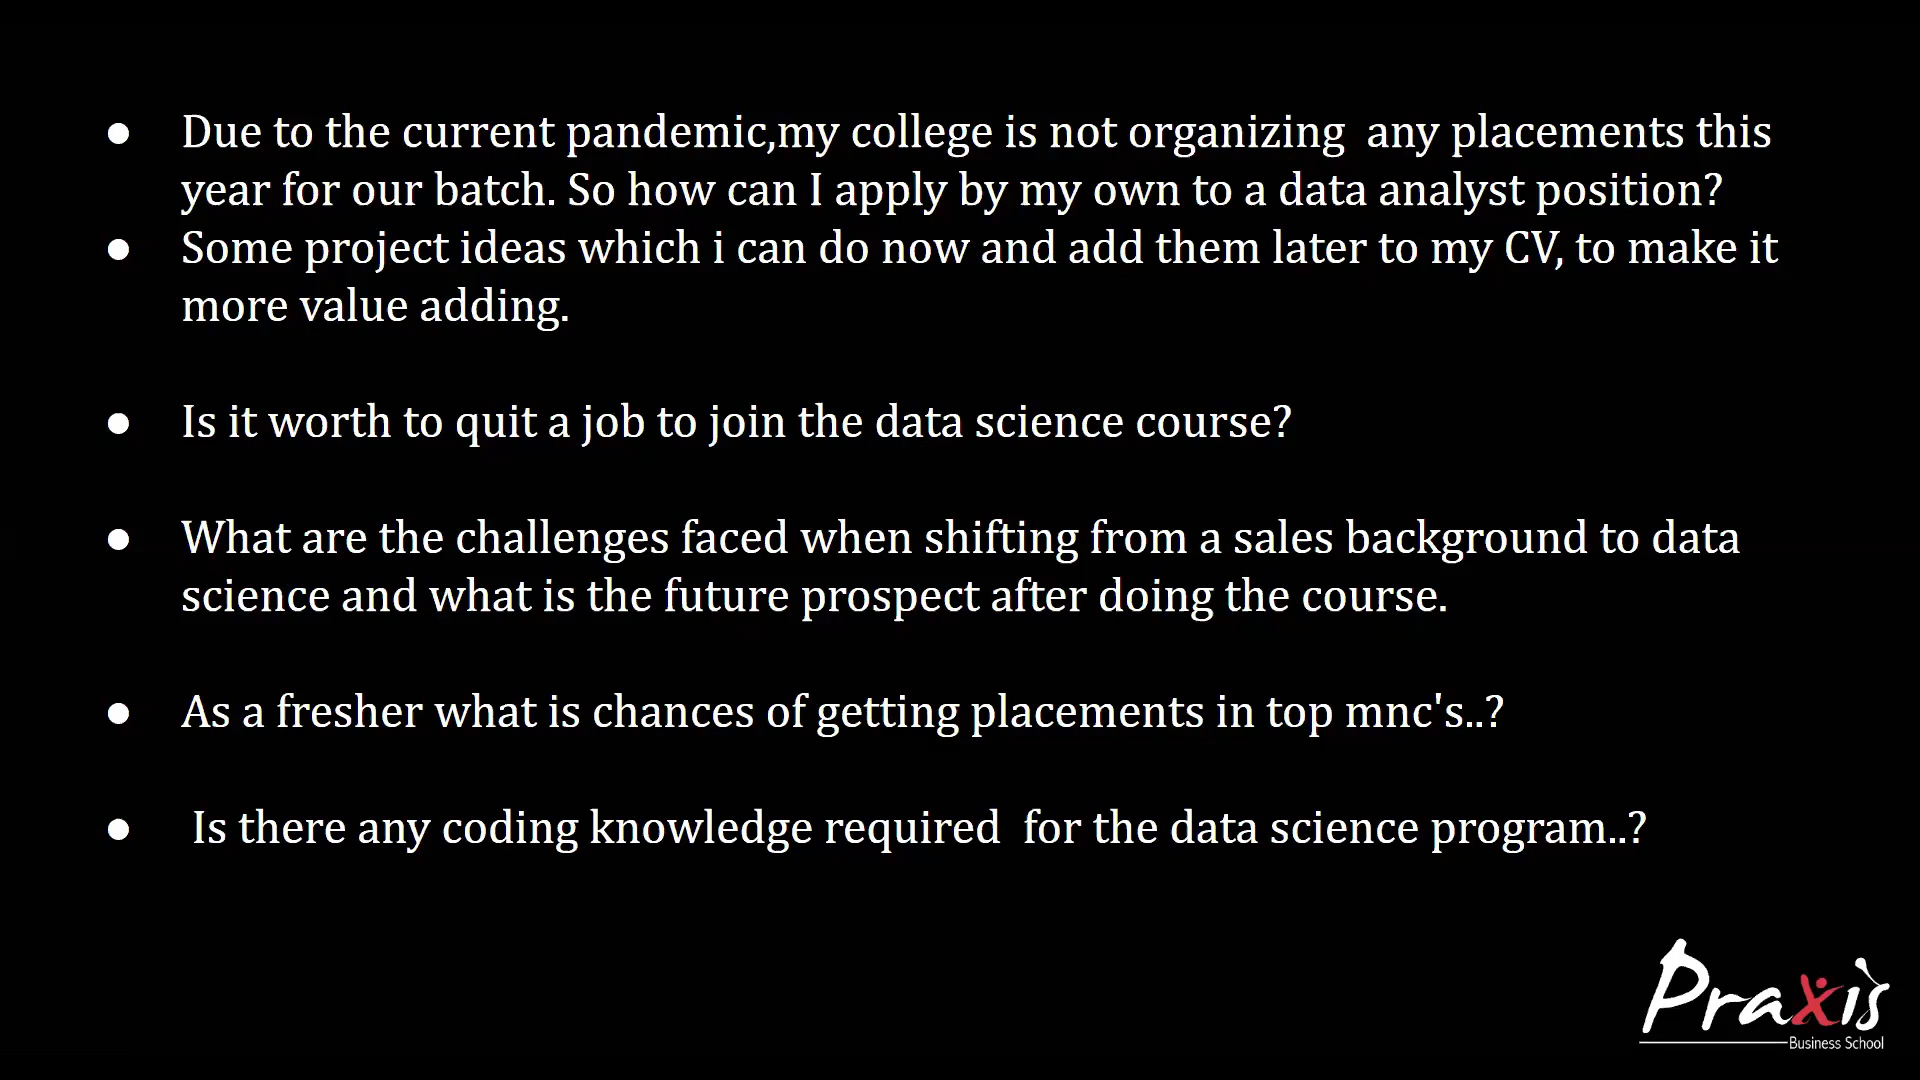 ● Due to the current pandemic,my college is not organizing  any placements this
year for our batch. So how can I apply by my own to a data analyst position?
● Some project ideas which i can do now and add them later to my CV, to make it
more value adding.
● Is it worth to quit a job to join the data science course?
● What are the challenges faced when shifting from a sales background to data
science and what is the future prospect after doing the course.
● As a fresher what is chances of getting placements in top mnc's..?
● Is there any coding knowledge required  for the data science program..?
Praxis
Business School